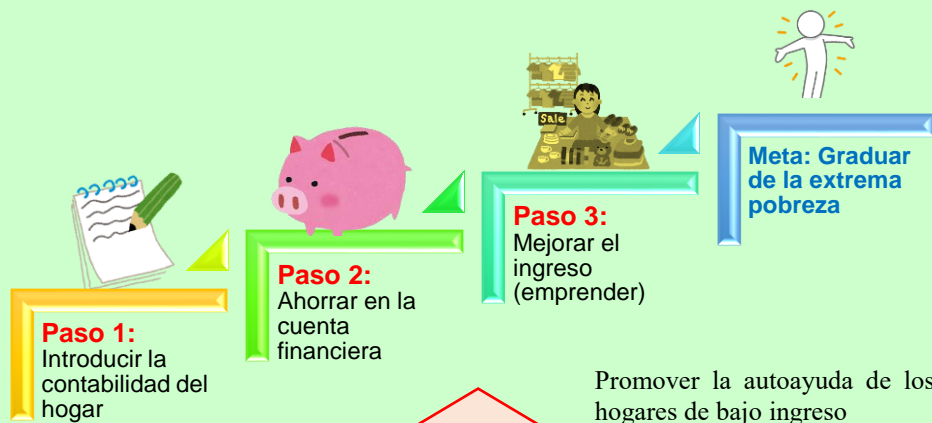 Paso 1:
Introducir la
contabilidad del
hogar
Paso 2:
Ahorrar en la
cuenta
financiera
Sale
Paso 3:
Mejorar el
ingreso
(emprender)
Meta: Graduar
de la extrema
pobreza
Promover la autoayuda de los
hogares de bajo ingreso